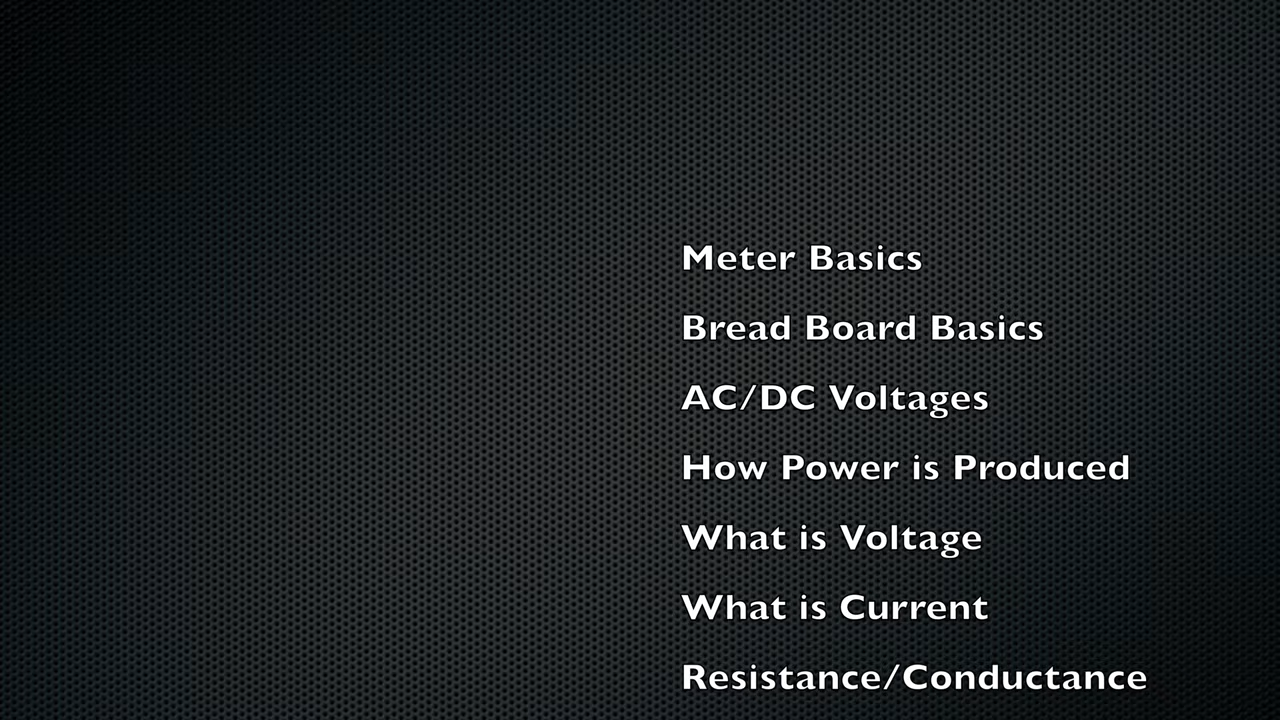 Meter Basics
Bread Board Basics
AC/DC Voltages
How Power is Produced
What is Voltage
What is Current
Resistance/Conductance